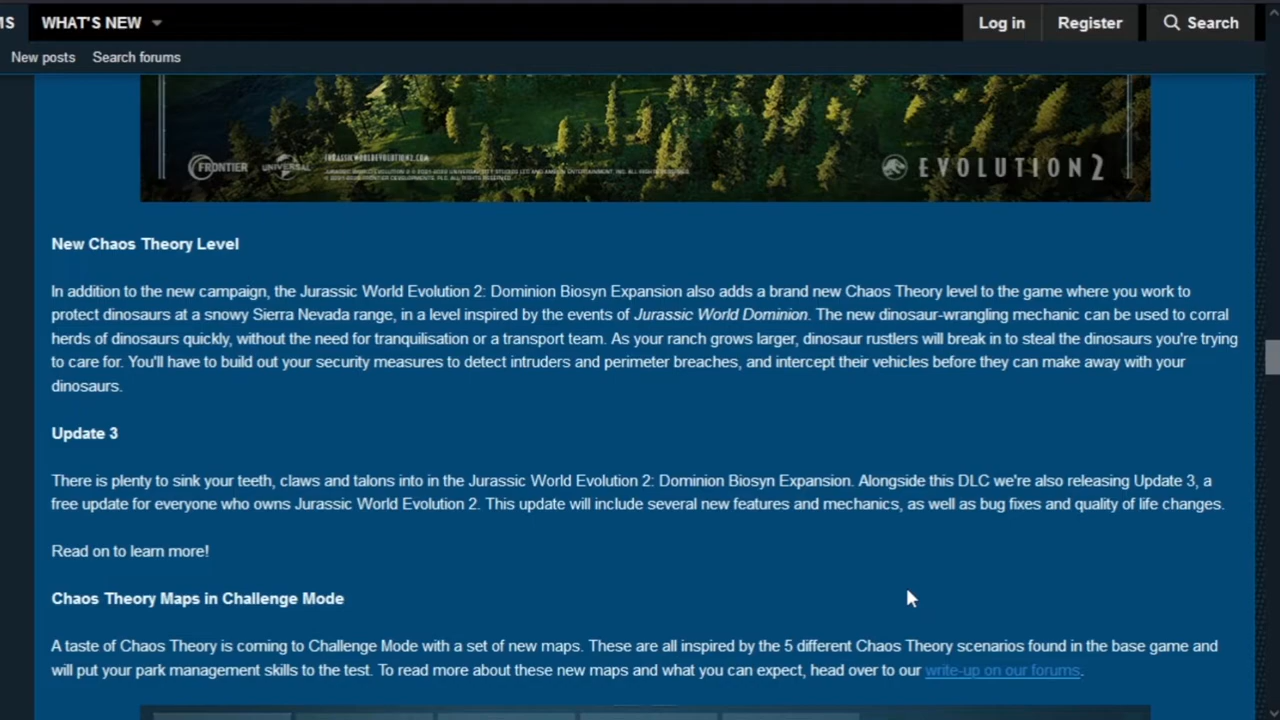 MS WHAT'S NEW Log in Register Search
New posts Search forums
FRONTIER UNIVERSAL JURASSICWORLDEVOLUTION2.COM EVOLUTION 2
New Chaos Theory Level
In addition to the new campaign, the Jurassic World Evolution 2: Dominion Biosyn Expansion also adds a brand new Chaos Theory level to the game where you work to
protect dinosaurs at a snowy Sierra Nevada range, in a level inspired by the events of Jurassic World Dominion. The new dinosaur-wrangling mechanic can be used to corral
herds of dinosaurs quickly, without the need for tranquilisation or a transport team. As your ranch grows larger, dinosaur rustlers will break in to steal the dinosaurs you're trying
to care for. You'll have to build out your security measures to detect intruders and perimeter breaches, and intercept their vehicles before they can make away with your
dinosaurs.
Update 3
There is plenty to sink your teeth, claws and talons into in the Jurassic World Evolution 2: Dominion Biosyn Expansion. Alongside this DLC we're also releasing Update 3, a
free update for everyone who owns Jurassic World Evolution 2. This update will include several new features and mechanics, as well as bug fixes and quality of life changes.
Read on to learn more!
Chaos Theory Maps in Challenge Mode
A taste of Chaos Theory is coming to Challenge Mode with a set of new maps. These are all inspired by the 5 different Chaos Theory scenarios found in the base game and
will put your park management skills to the test. To read more about these new maps and what you can expect, head over to our write-up on our forums.